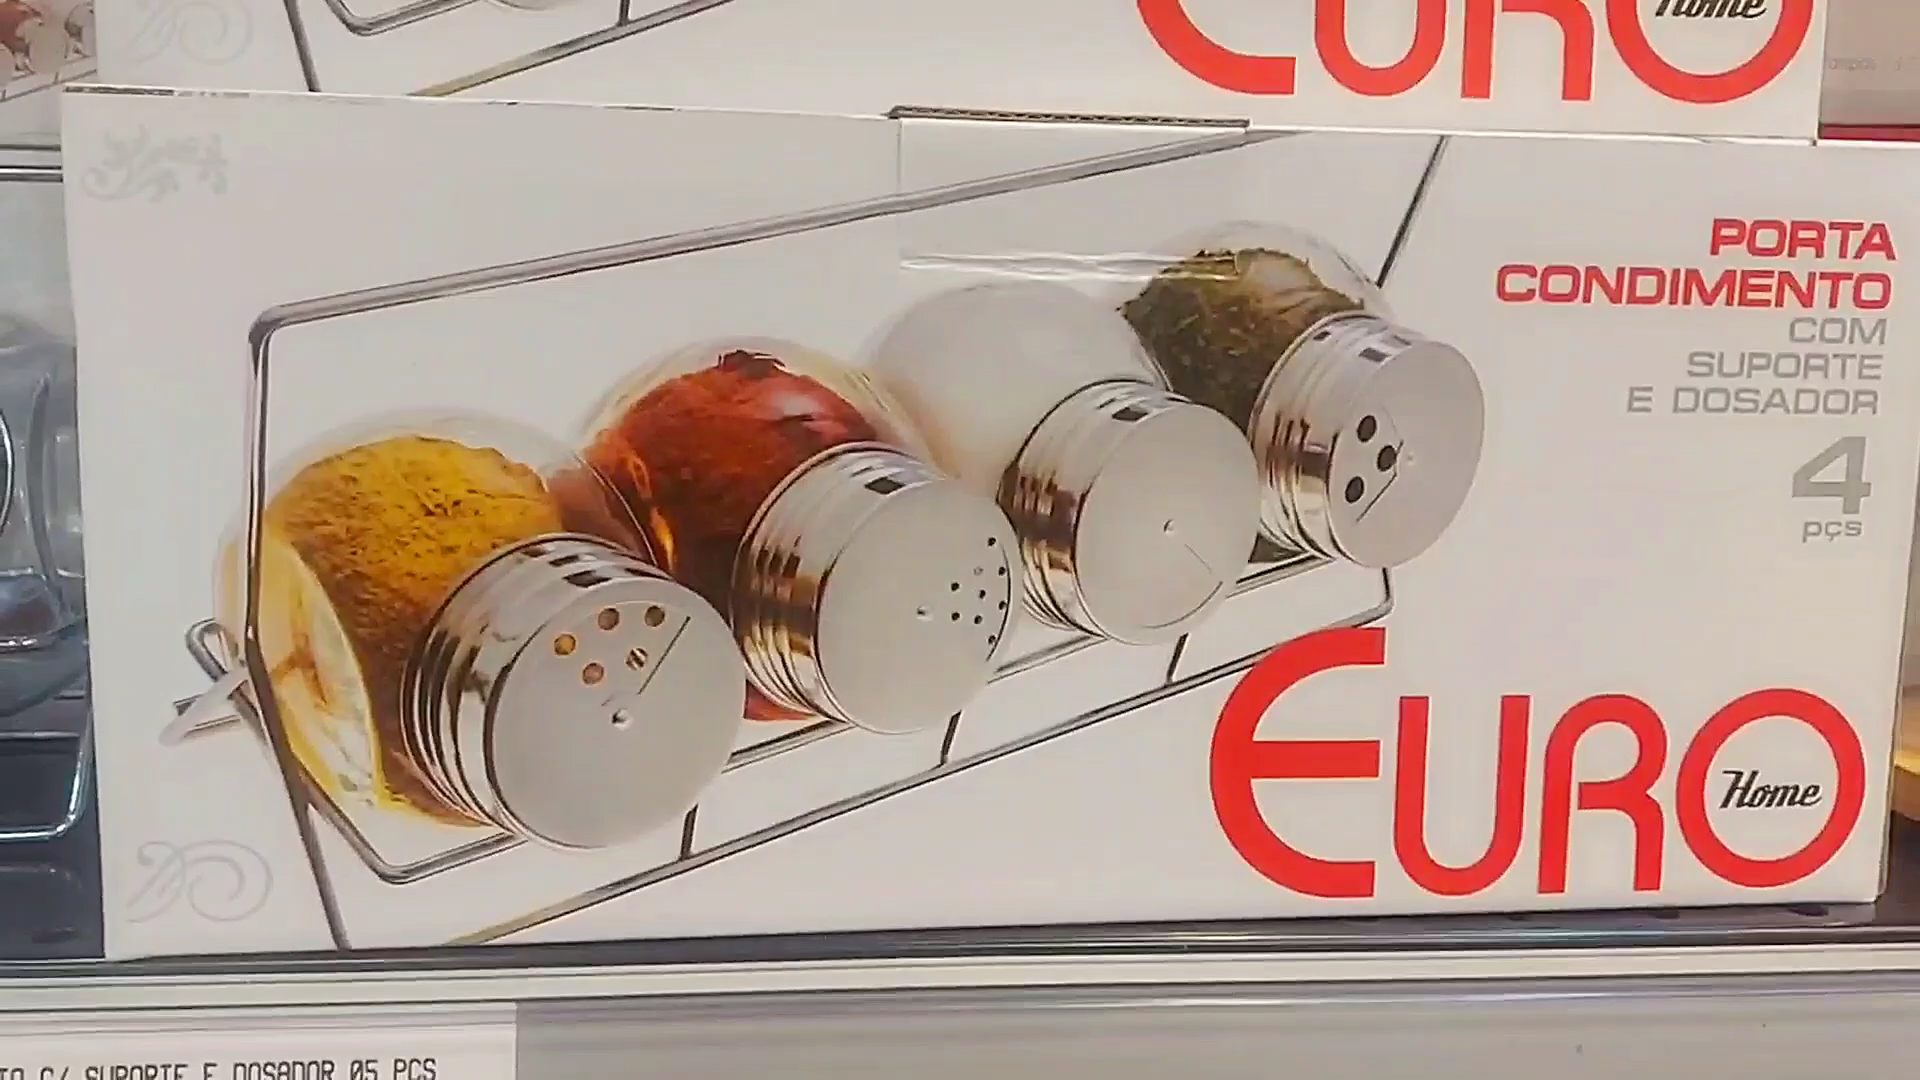 EURO
Home
PORTA
CONDIMENTO
COM
SUPORTE
E DOSADOR
4
pçs
EURO
Home
C/ SUPORTE E DOSADOR 05 PCS